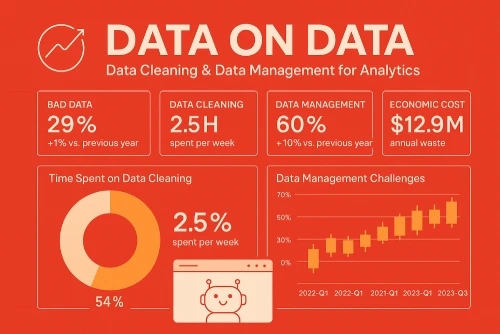 DATA ON DATA
Data Cleaning & Data Management for Analytics
BAD DATA
29%
+1% vs. previous year
DATA CLEANING
2.5H
spent per week
DATA MANAGEMENT
60%
+10% vs. previous year
ECONOMIC COST
$12.9M
annual waste
Time Spent on Data Cleaning
2.5%
spent per week
54%
Data Management Challenges
70%
50%
30%
0%
2022-Q1 2022-Q1 2021-Q1 2023-Q3 2023-Q3